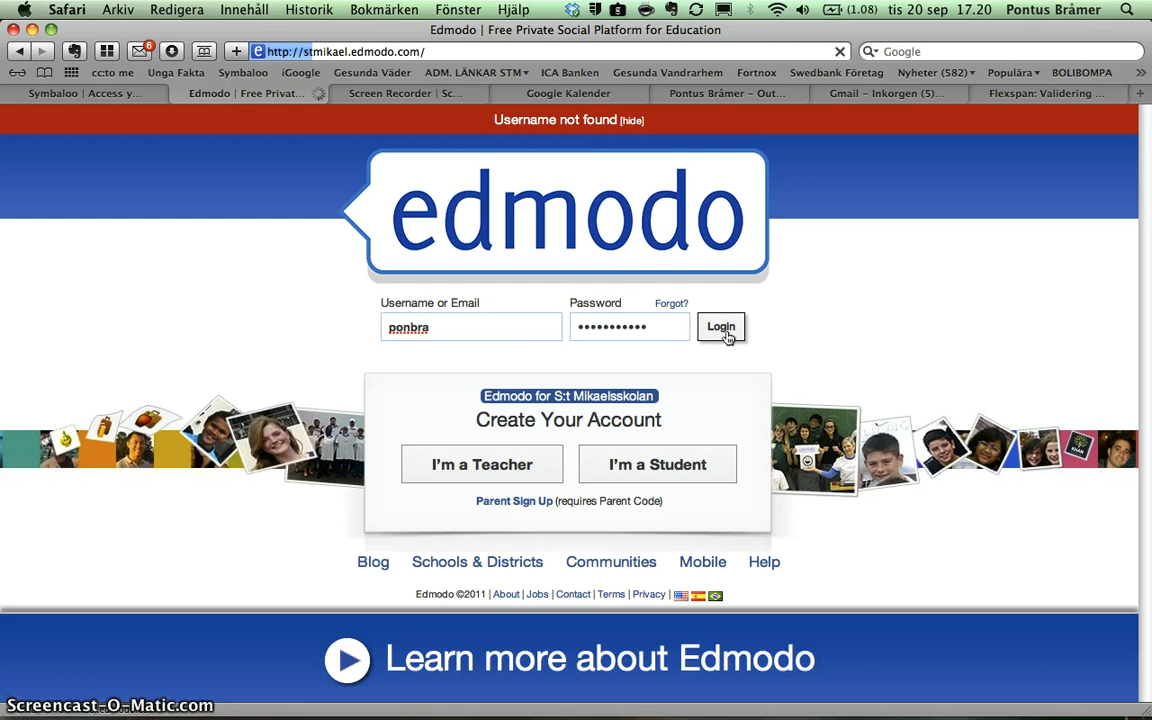 Safari Arkiv Redigera Innehåll Historik Bokmärken Fönster Hjälp (1.08) tis 20 sep 17.20 Pontus Bråmer
Edmodo | Free Private Social Platform for Education
6 http://stmikael.edmodo.com/ Google
cc:to me Unga Fakta Symbaloo iGoogle Gesunda Väder ADM. LÄNKAR STM ICA Banken Gesunda Vandrarhem Fortnox Swedbank Företag Nyheter (582) Populära BOLIBOMPA
Symbaloo | Access y... Edmodo | Free Privat... Screen Recorder | Sc... Google Kalender Pontus Bråmer – Out... Gmail – Inkorgen (5)... Flexspan: Validering ...
Username not found [hide]
edmodo
Username or Email Password Forgot?
ponbra Login
Edmodo for S:t Mikaelsskolan
Create Your Account
I'm a Teacher I'm a Student
Parent Sign Up (requires Parent Code)
Blog Schools & Districts Communities Mobile Help
Edmodo ©2011 | About | Jobs | Contact | Terms | Privacy |
Learn more about Edmodo
Screencast-O-Matic.com